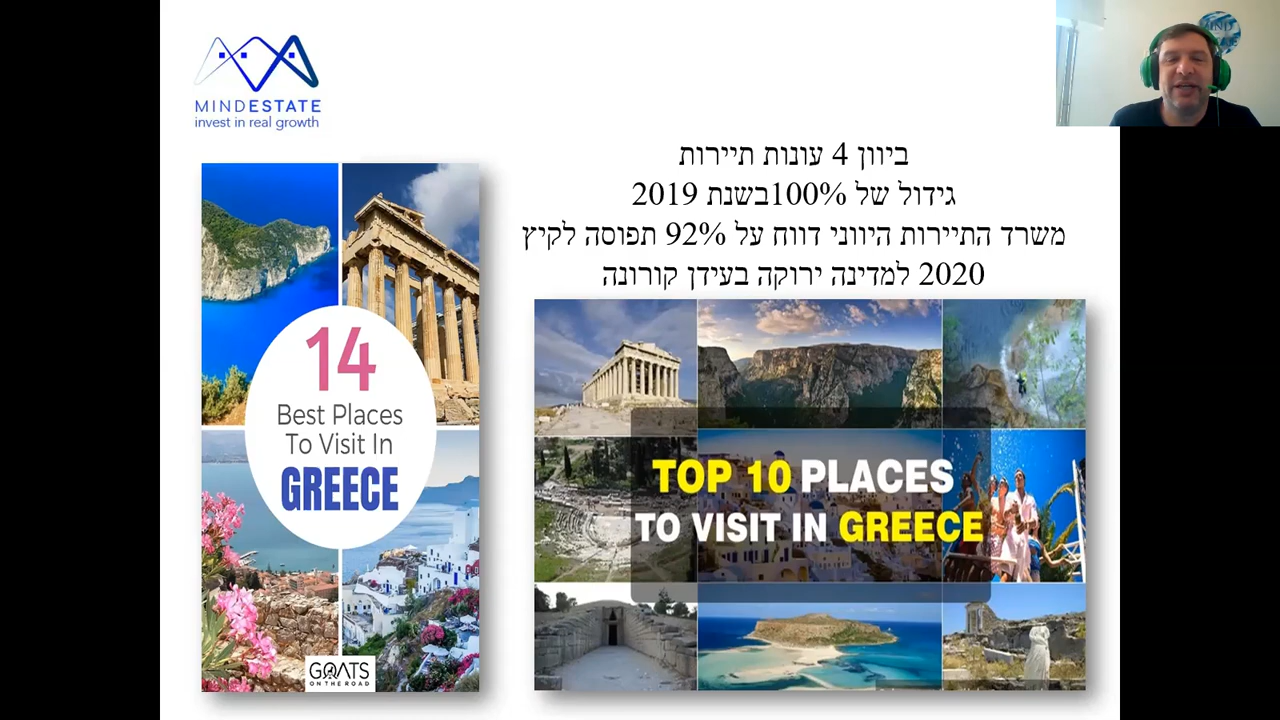 MINDESTATE
invest in real growth
ביוון 4 עונות תיירות
גידול של 100%בשנת 2019
משרד התיירות היווני דווח על 92% תפוסה לקיץ
2020 למדינה ירוקה בעידן קורונה
14
Best Places
To Visit In
GREECE
GOATS
ON THE ROAD
TOP 10 PLACES
TO VISIT IN GREECE